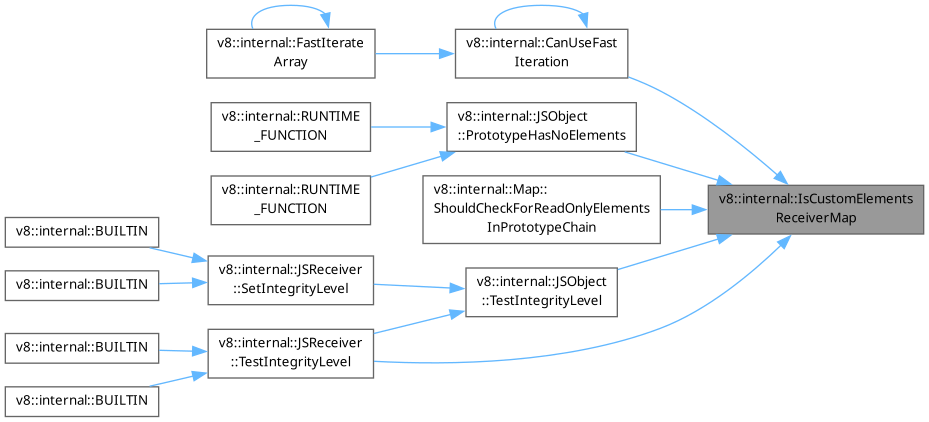 v8::internal::FastIterate
Array
v8::internal::CanUseFast
Iteration
v8::internal::RUNTIME
_FUNCTION
v8::internal::JSObject
::PrototypeHasNoElements
v8::internal::RUNTIME
_FUNCTION
v8::internal::Map::
ShouldCheckForReadOnlyElements
InPrototypeChain
v8::internal::IsCustomElements
ReceiverMap
v8::internal::BUILTIN
v8::internal::BUILTIN
v8::internal::JSReceiver
::SetIntegrityLevel
v8::internal::JSObject
::TestIntegrityLevel
v8::internal::BUILTIN
v8::internal::JSReceiver
::TestIntegrityLevel
v8::internal::BUILTIN